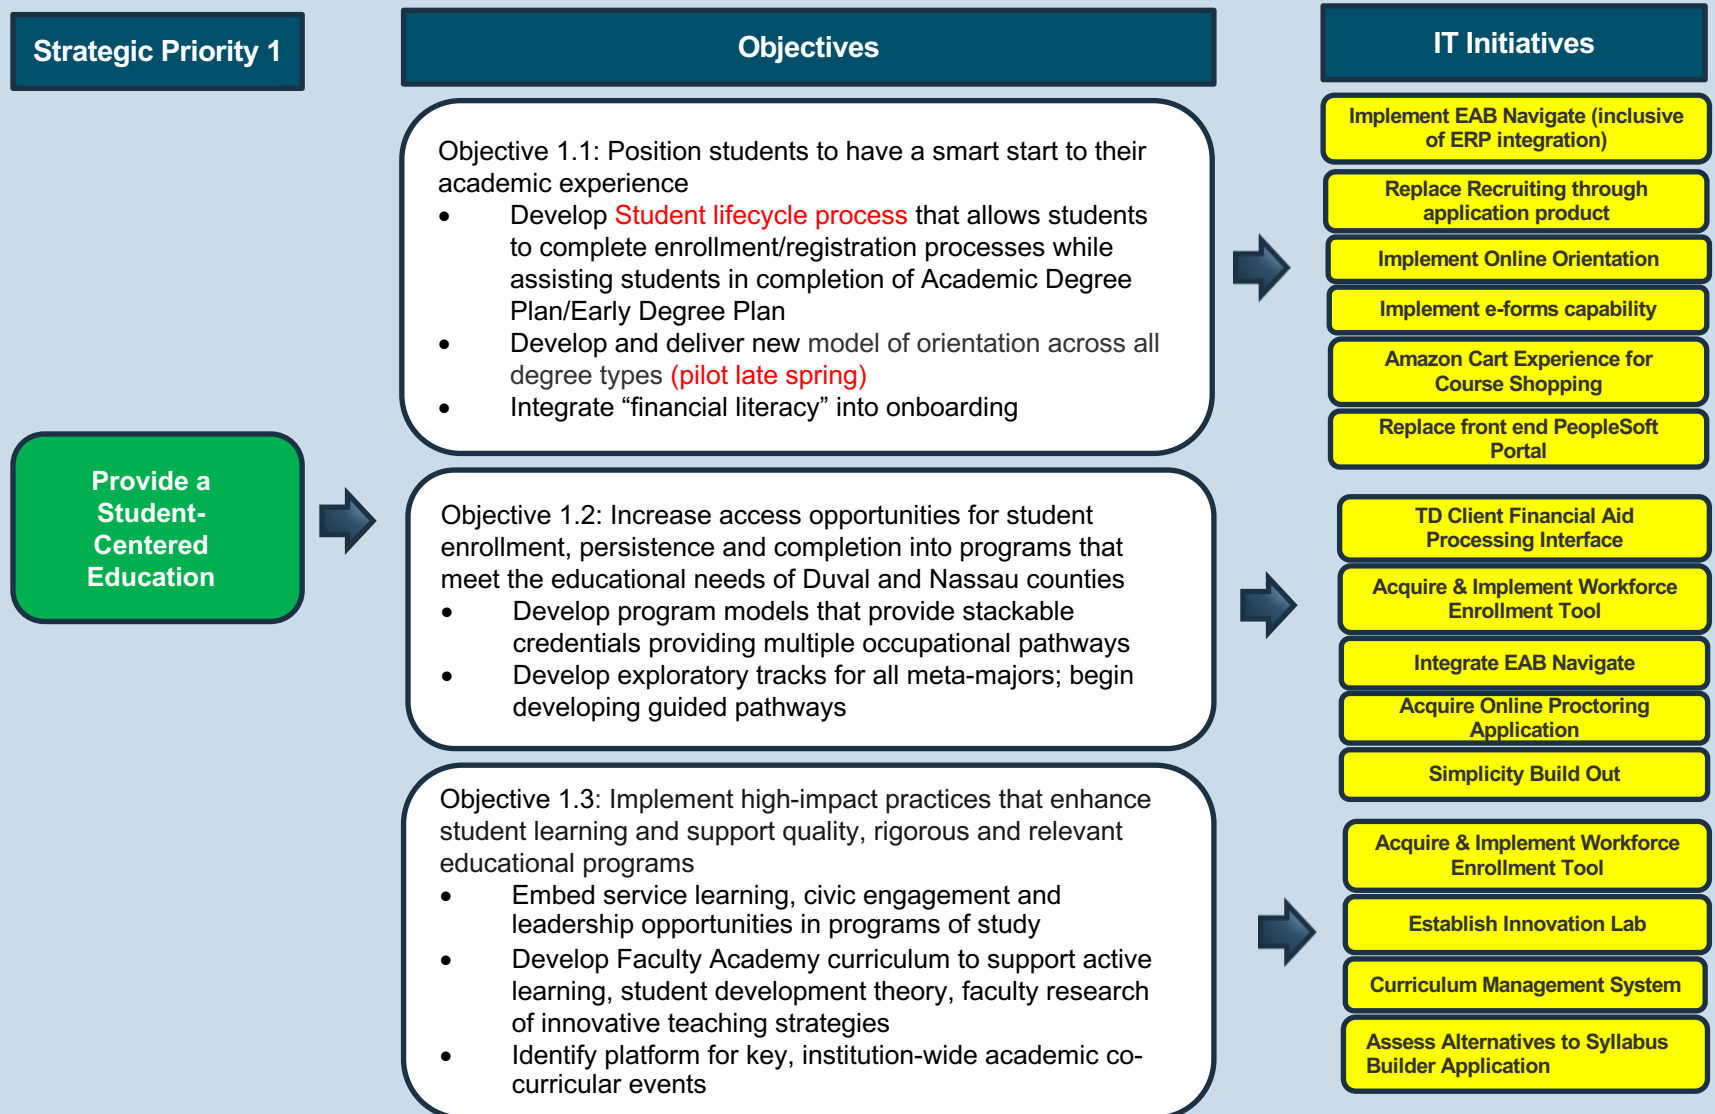 Strategic Priority 1
Objectives
IT Initiatives
Provide a
Student-
Centered
Education
Objective 1.1: Position students to have a smart start to their
academic experience
• Develop Student lifecycle process that allows students
to complete enrollment/registration processes while
assisting students in completion of Academic Degree
Plan/Early Degree Plan
• Develop and deliver new model of orientation across all
degree types (pilot late spring)
• Integrate “financial literacy” into onboarding
Implement EAB Navigate (inclusive
of ERP integration)
Replace Recruiting through
application product
Implement Online Orientation
Implement e-forms capability
Amazon Cart Experience for
Course Shopping
Replace front end PeopleSoft
Portal
Objective 1.2: Increase access opportunities for student
enrollment, persistence and completion into programs that
meet the educational needs of Duval and Nassau counties
• Develop program models that provide stackable
credentials providing multiple occupational pathways
• Develop exploratory tracks for all meta-majors; begin
developing guided pathways
TD Client Financial Aid
Processing Interface
Acquire & Implement Workforce
Enrollment Tool
Integrate EAB Navigate
Acquire Online Proctoring
Application
Simplicity Build Out
Objective 1.3: Implement high-impact practices that enhance
student learning and support quality, rigorous and relevant
educational programs
• Embed service learning, civic engagement and
leadership opportunities in programs of study
• Develop Faculty Academy curriculum to support active
learning, student development theory, faculty research
of innovative teaching strategies
• Identify platform for key, institution-wide academic co-
curricular events
Acquire & Implement Workforce
Enrollment Tool
Establish Innovation Lab
Curriculum Management System
Assess Alternatives to Syllabus
Builder Application